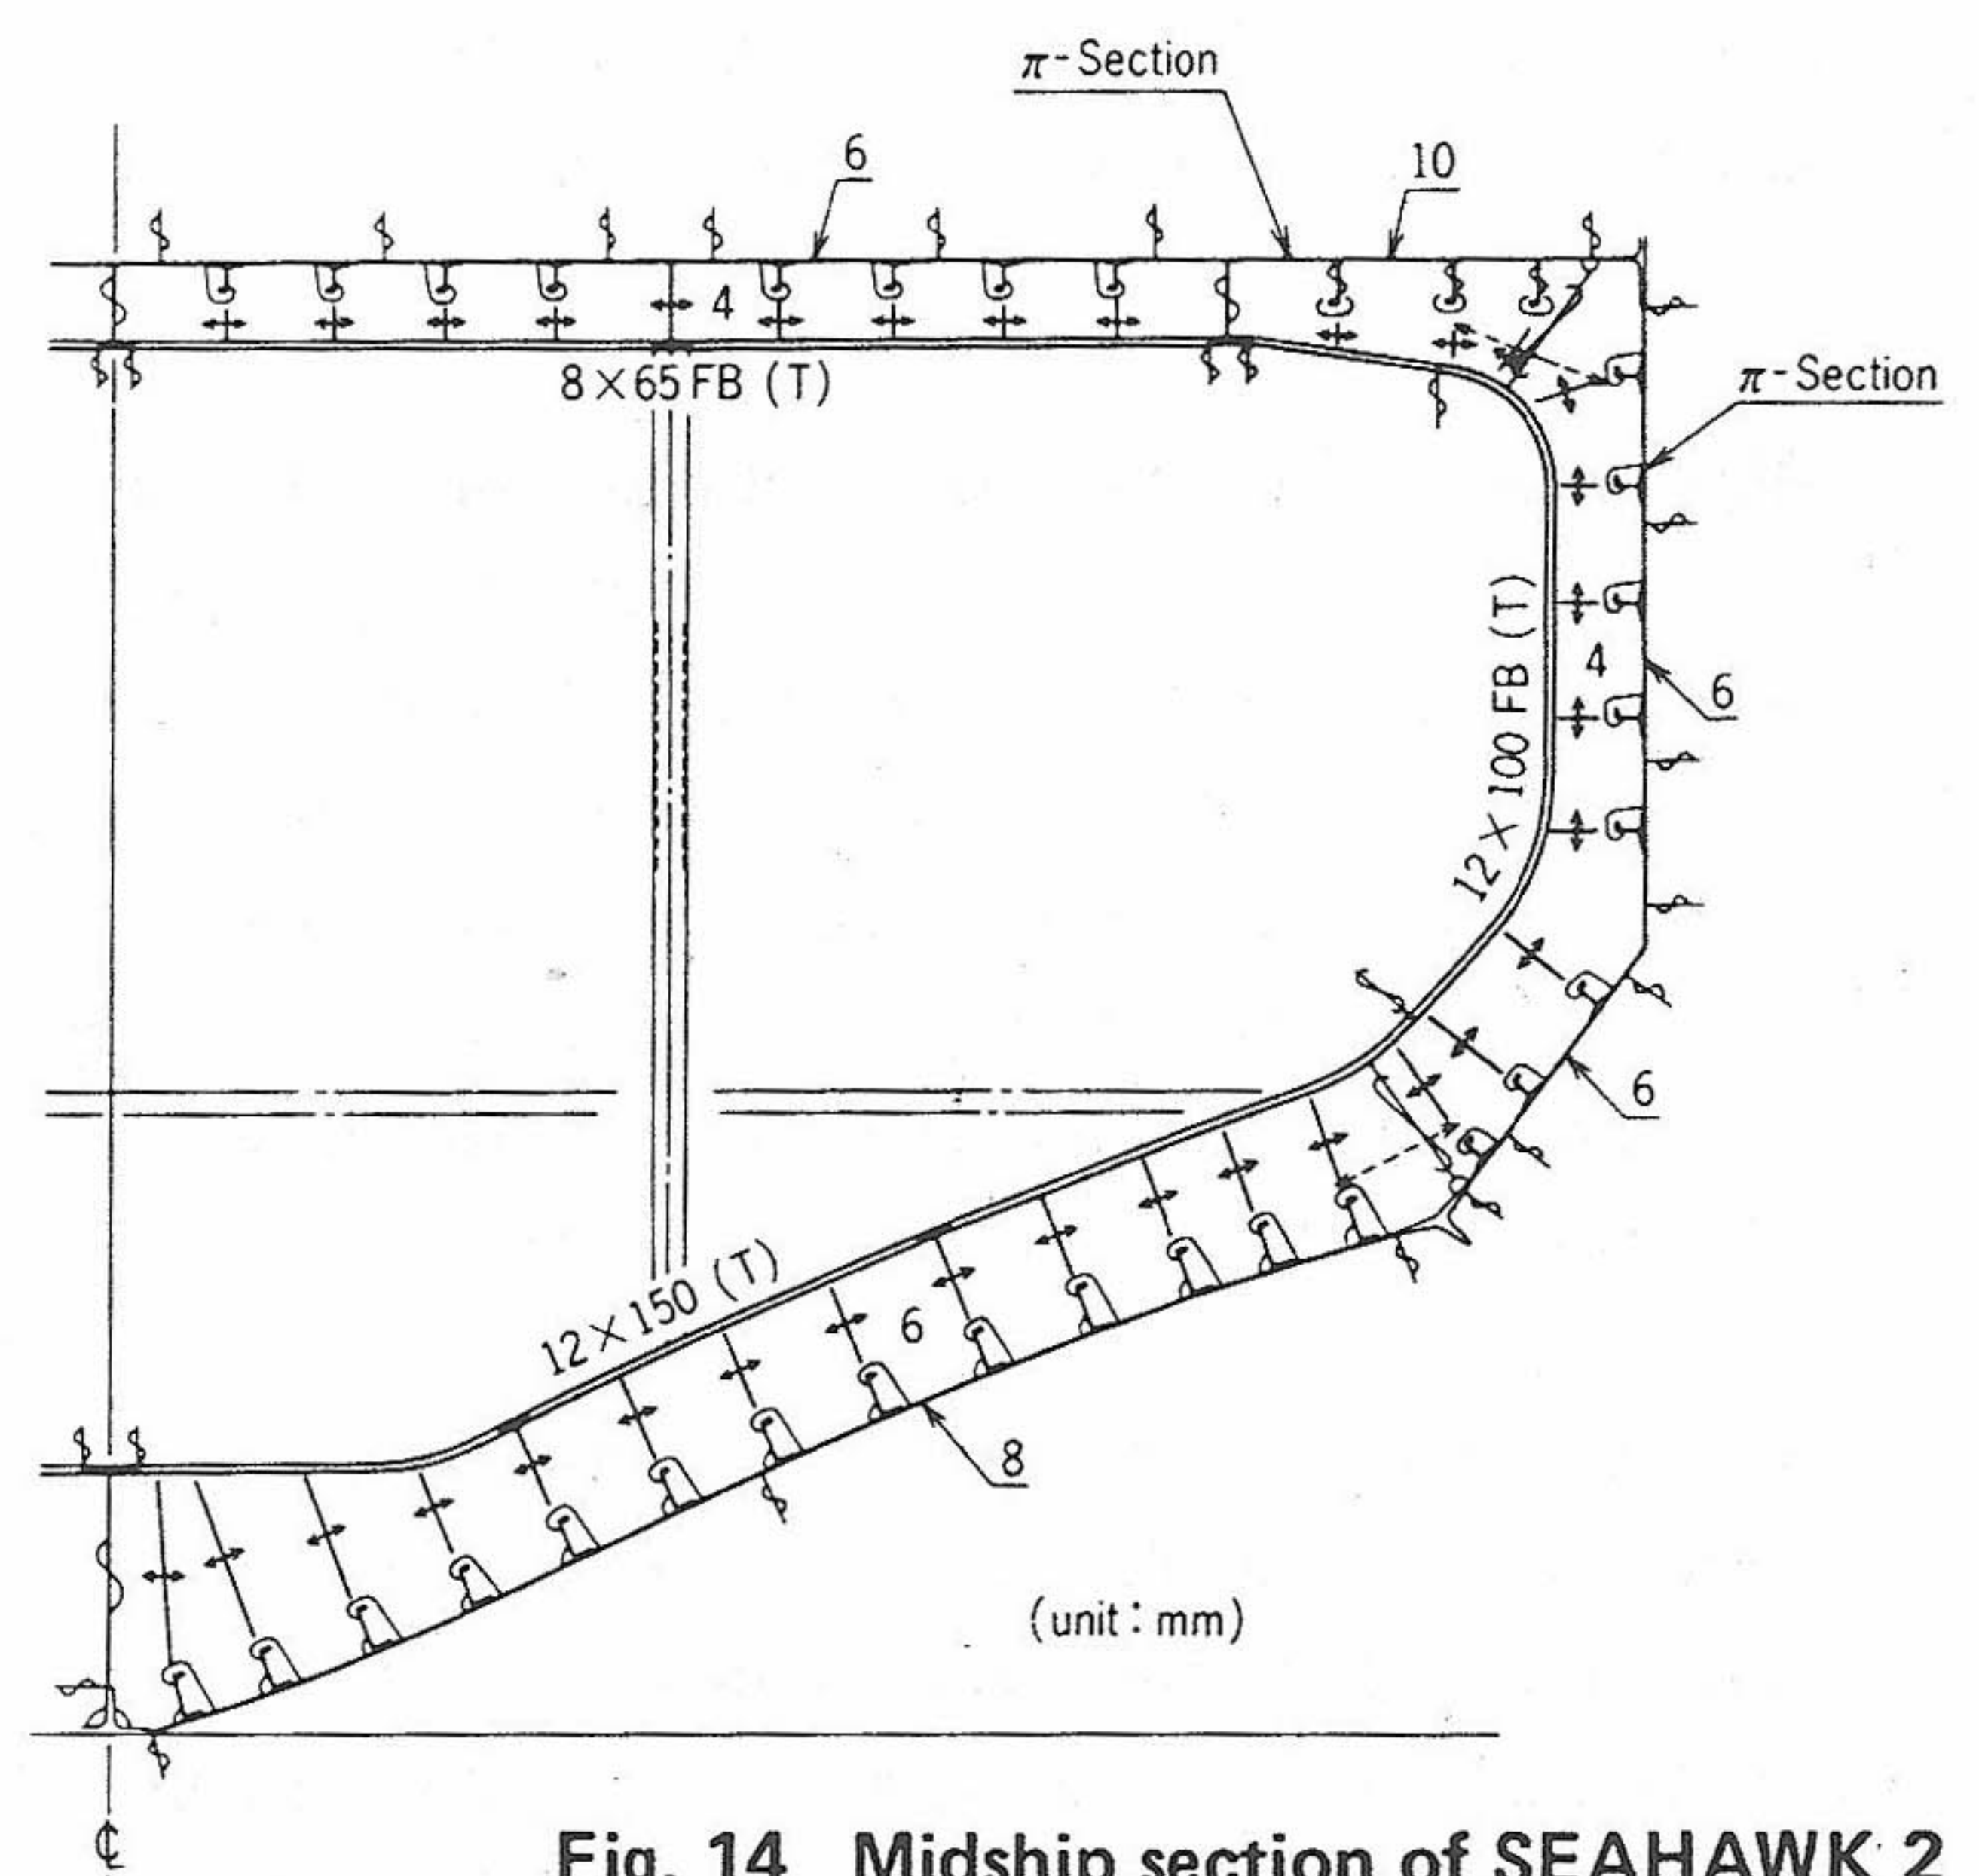 π-Section
6
10
4
8×65 FB (T)
π-Section
12×100 FB (T)
4
6
6
12×150 (T)
6
8
(unit : mm)
℄
Fig. 14 Midship section of SEAHAWK 2